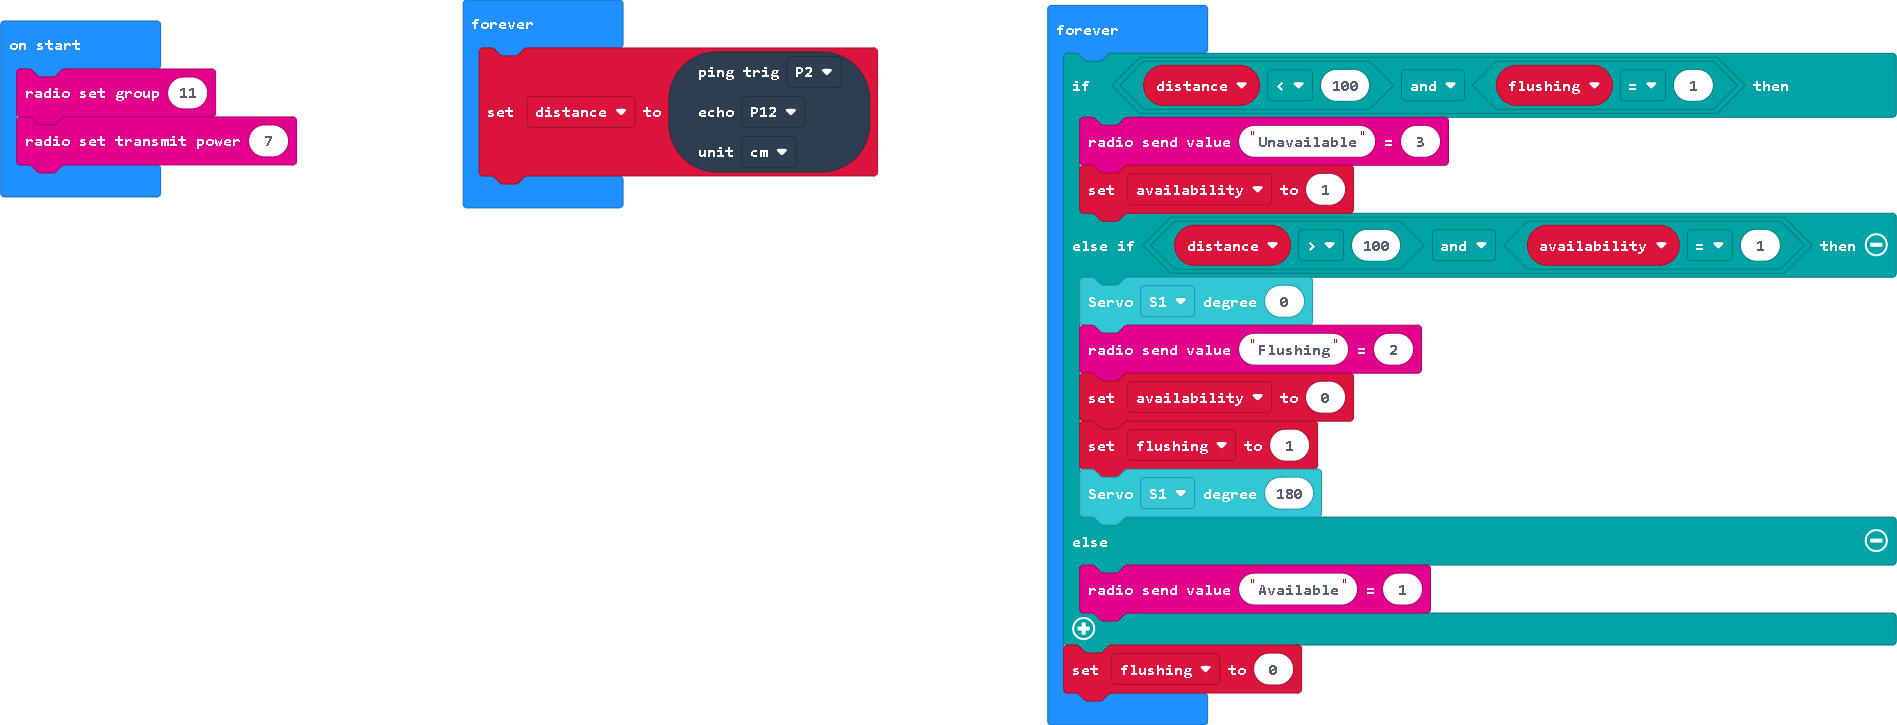 on start
radio set group 11
radio set transmit power 7
forever
set distance to ping trig P2
echo P12
unit cm
forever
if distance < 100 and flushing = 1 then
radio send value "Unavailable" = 3
set availability to 1
else if distance > 100 and availability = 1 then
Servo S1 degree 0
radio send value "Flushing" = 2
set availability to 0
set flushing to 1
Servo S1 degree 180
else
radio send value "Available" = 1
set flushing to 0